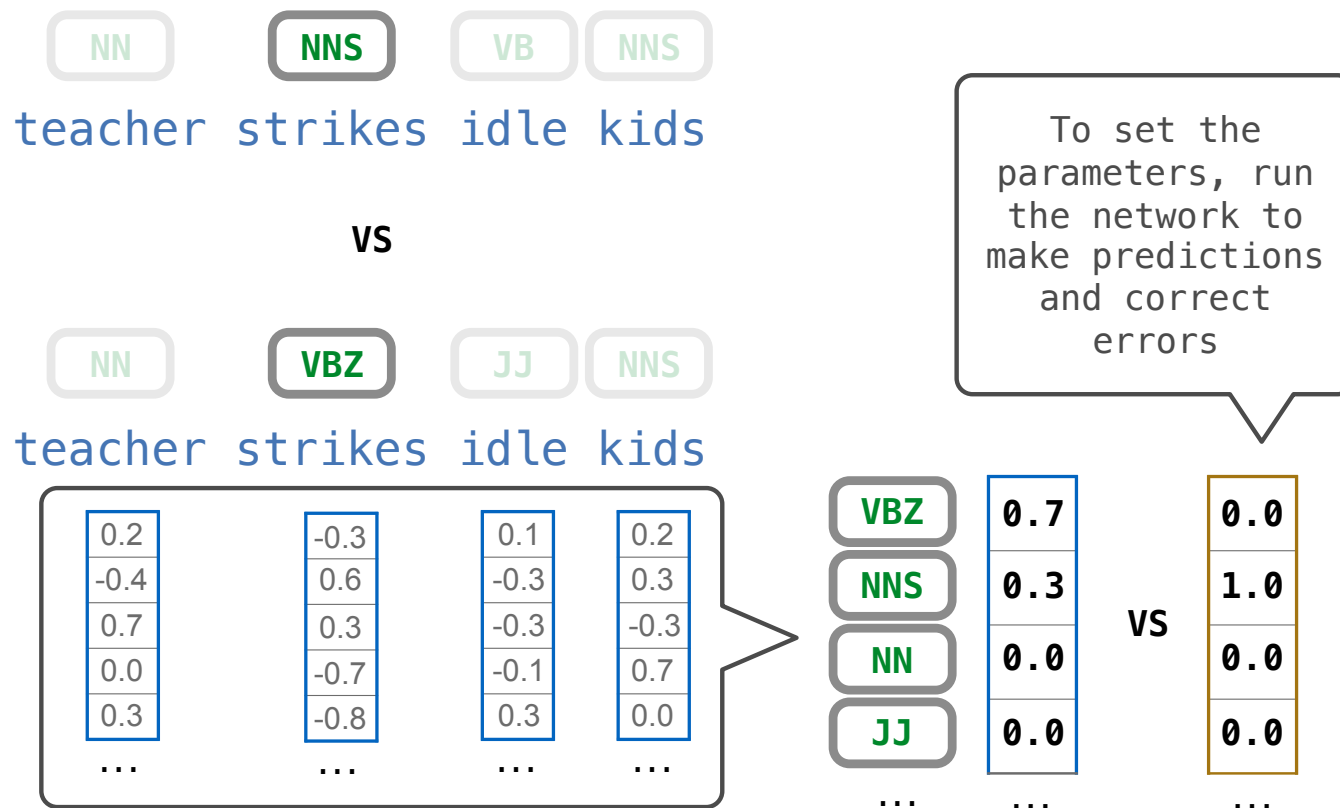 NN NNS VB NNS
teacher strikes idle kids
vs
NN VBZ JJ NNS
teacher strikes idle kids
To set the
parameters, run
the network to
make predictions
and correct
errors
0.2 -0.3 0.1 0.2
-0.4 0.6 -0.3 0.3
0.7 0.3 -0.3 -0.3
0.0 -0.7 -0.1 0.7
0.3 -0.8 0.3 0.0
... ... ... ...
VBZ 0.7 0.0
NNS 0.3 1.0
vs
NN 0.0 0.0
JJ 0.0 0.0
... ... ...